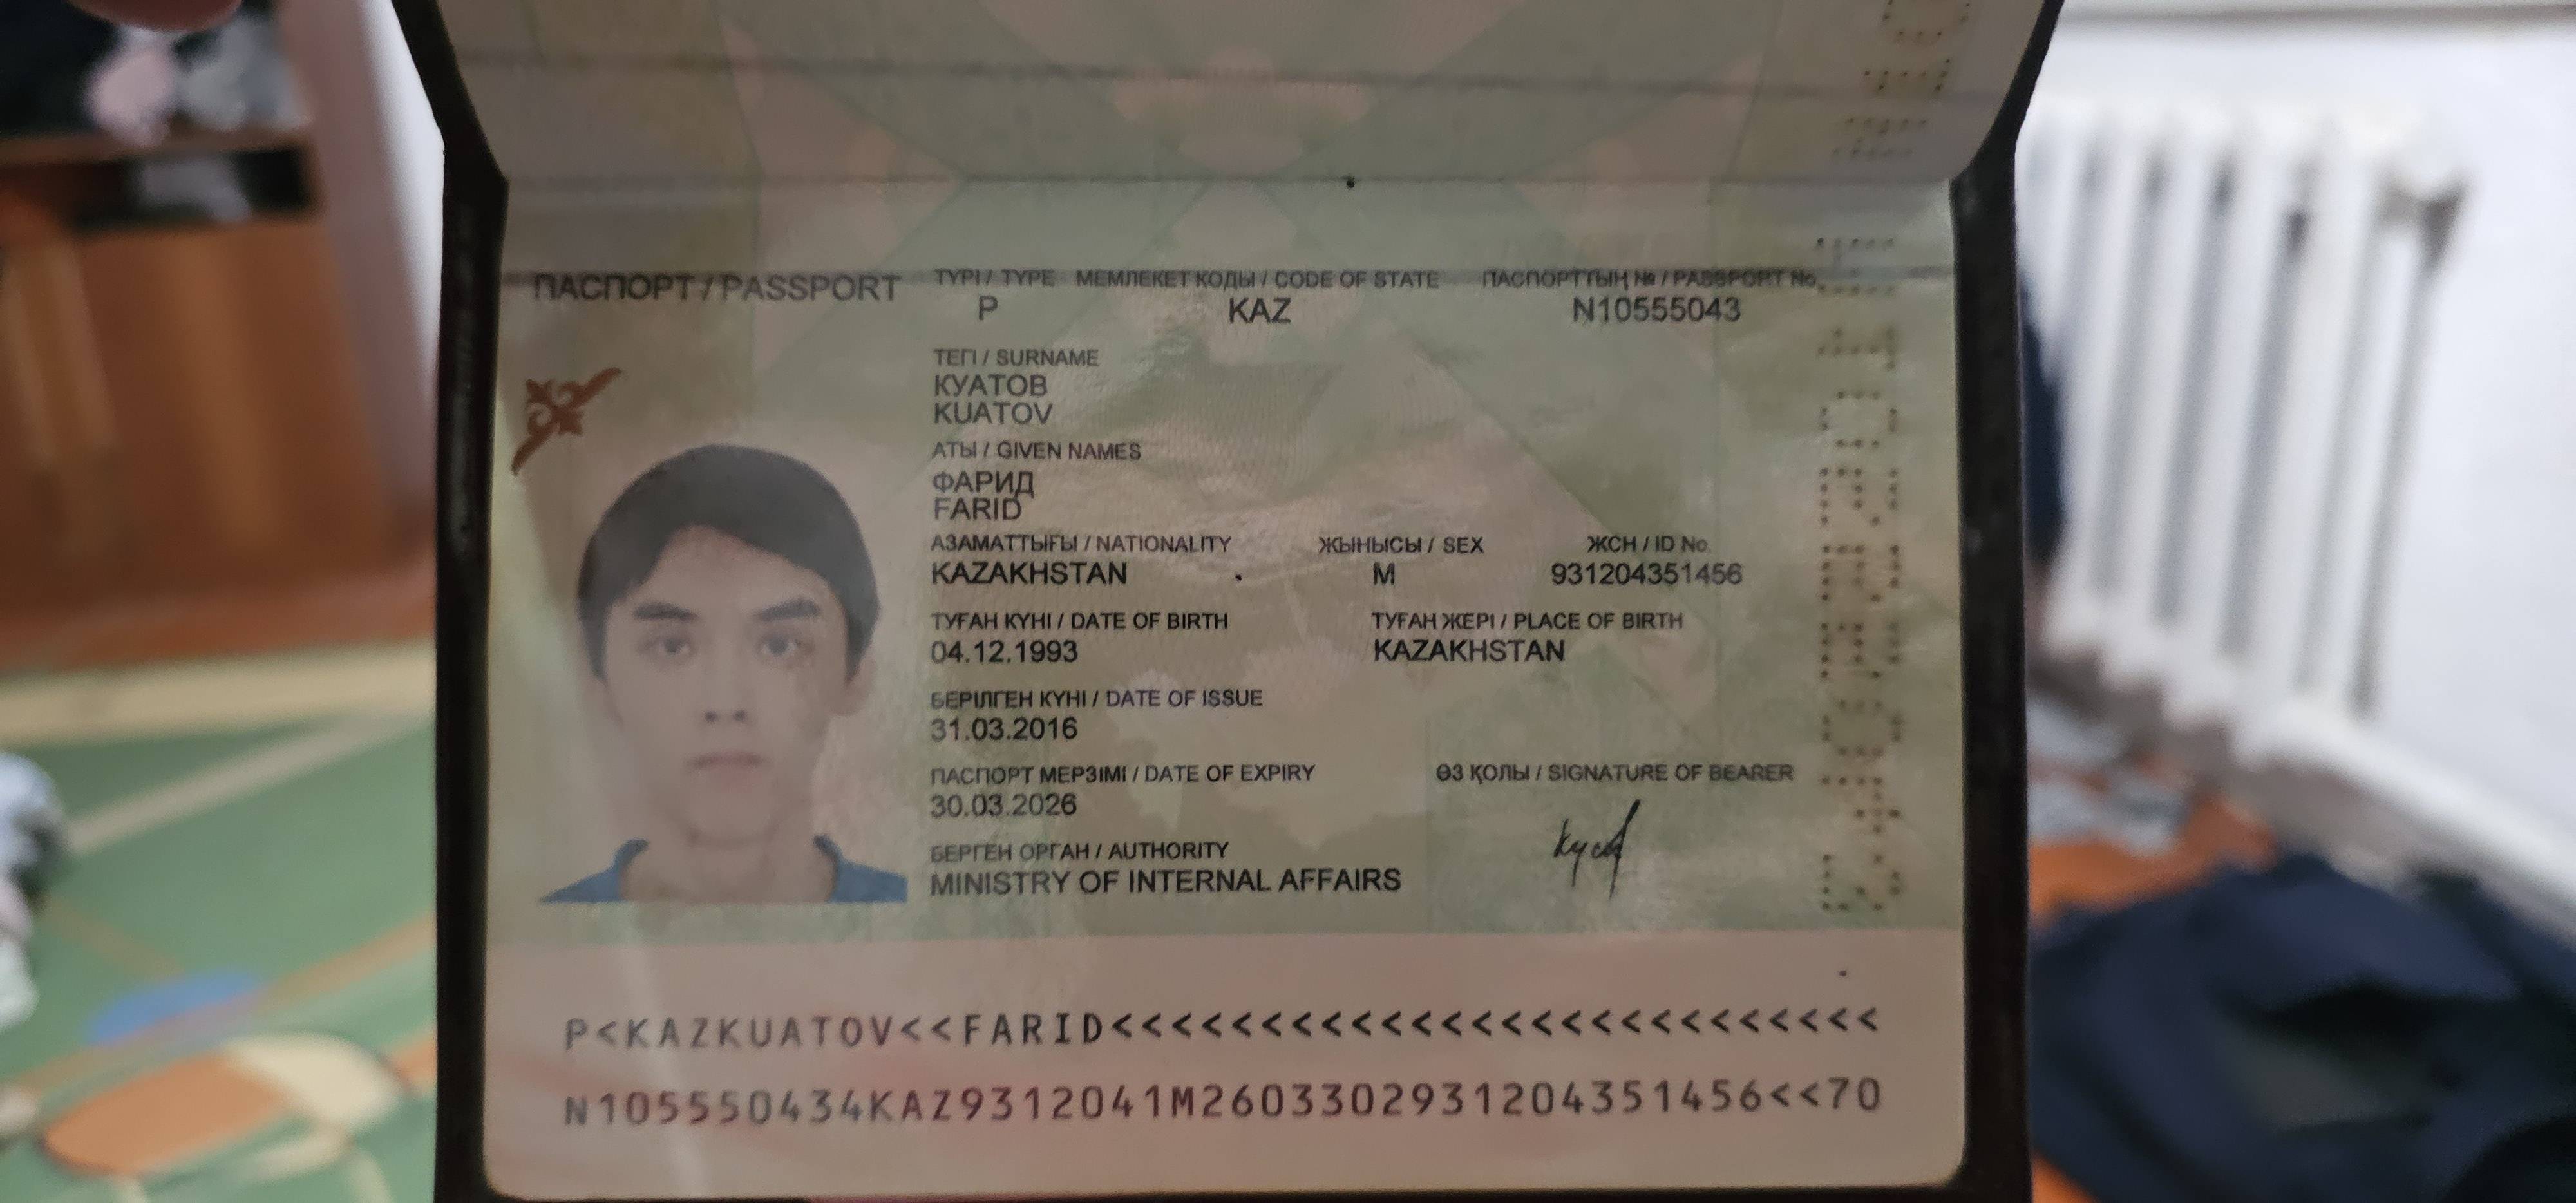 ПАСПОРТ / PASSPORT
ТҮРІ / TYPE МЕМЛЕКЕТ КОДЫ / CODE OF STATE ПАСПОРТТЫҢ № / PASSPORT No.
P KAZ N10555043
ТЕГІ / SURNAME
КУАТОВ
KUATOV
АТЫ / GIVEN NAMES
ФАРИД
FARID
АЗАМАТТЫҒЫ / NATIONALITY ЖЫНЫСЫ / SEX ЖСН / ID No.
KAZAKHSTAN M 931204351456
ТУҒАН КҮНІ / DATE OF BIRTH ТУҒАН ЖЕРІ / PLACE OF BIRTH
04.12.1993 KAZAKHSTAN
БЕРІЛГЕН КҮНІ / DATE OF ISSUE
31.03.2016
ПАСПОРТ МЕРЗІМІ / DATE OF EXPIRY ӨЗ ҚОЛЫ / SIGNATURE OF BEARER
30.03.2026
БЕРГЕН ОРГАН / AUTHORITY
MINISTRY OF INTERNAL AFFAIRS
P<KAZKUATOV<<FARID<<<<<<<<<<<<<<<<<<<<<<<<<<
N105550434KAZ9312041M2603302931204351456<<70